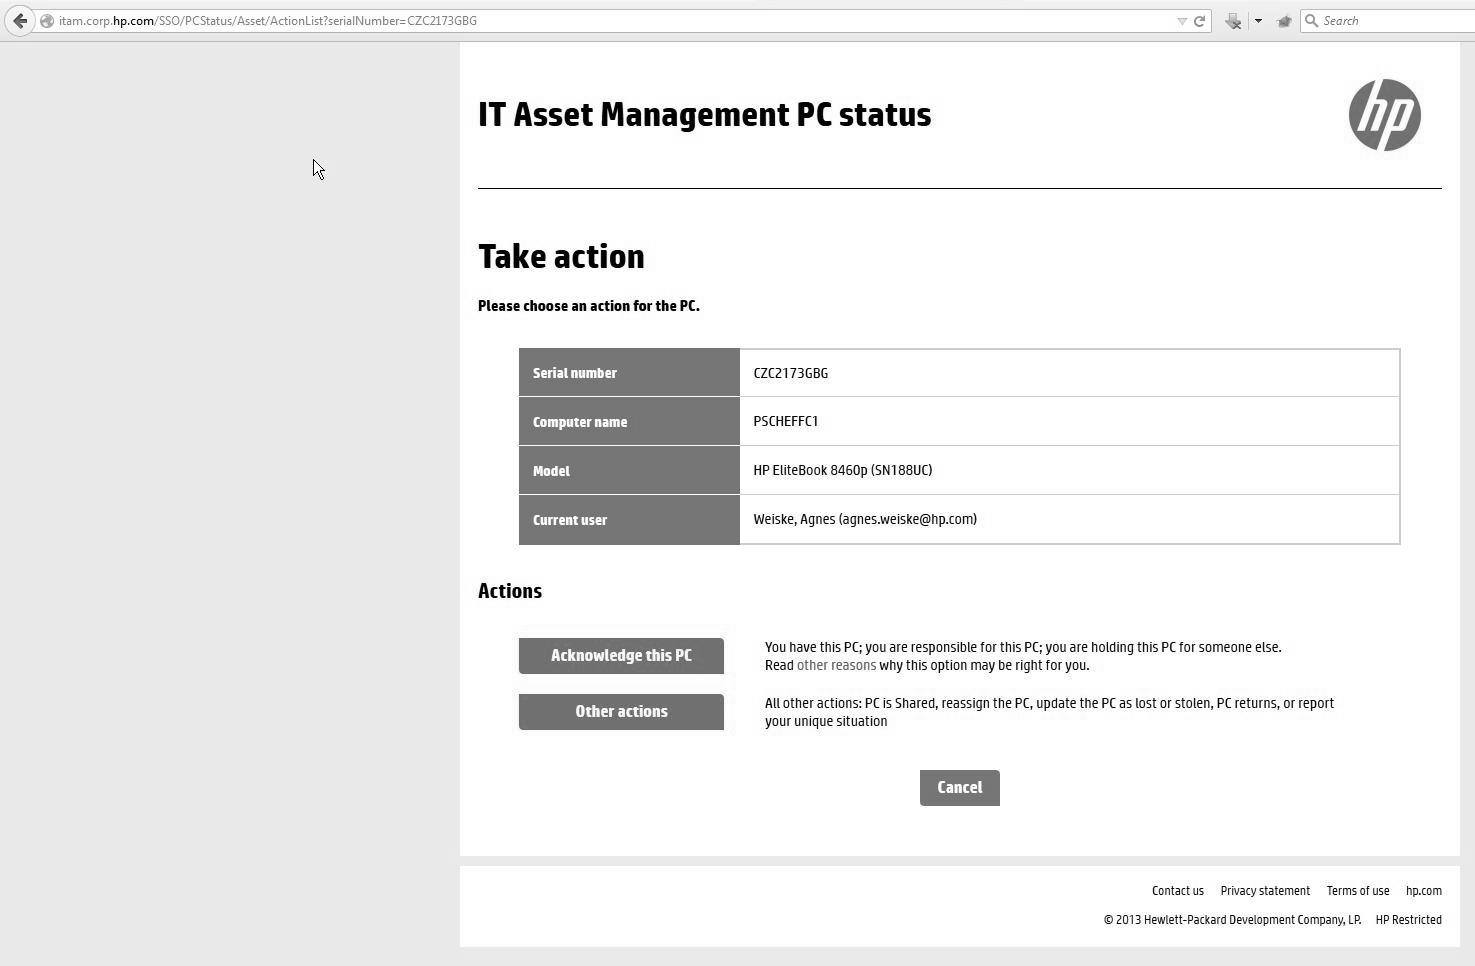 itam.corp.hp.com/SSO/PCStatus/Asset/ActionList?serialNumber=CZC2173GBG
Search
IT Asset Management PC status
hp
Take action
Please choose an action for the PC.
Serial number CZC2173GBG
Computer name PSCHEFFC1
Model HP EliteBook 8460p (SN188UC)
Current user Weiske, Agnes (agnes.weiske@hp.com)
Actions
Acknowledge this PC
You have this PC; you are responsible for this PC; you are holding this PC for someone else.
Read other reasons why this option may be right for you.
Other actions
All other actions: PC is Shared, reassign the PC, update the PC as lost or stolen, PC returns, or report
your unique situation
Cancel
Contact us Privacy statement Terms of use hp.com
© 2013 Hewlett-Packard Development Company, LP. HP Restricted